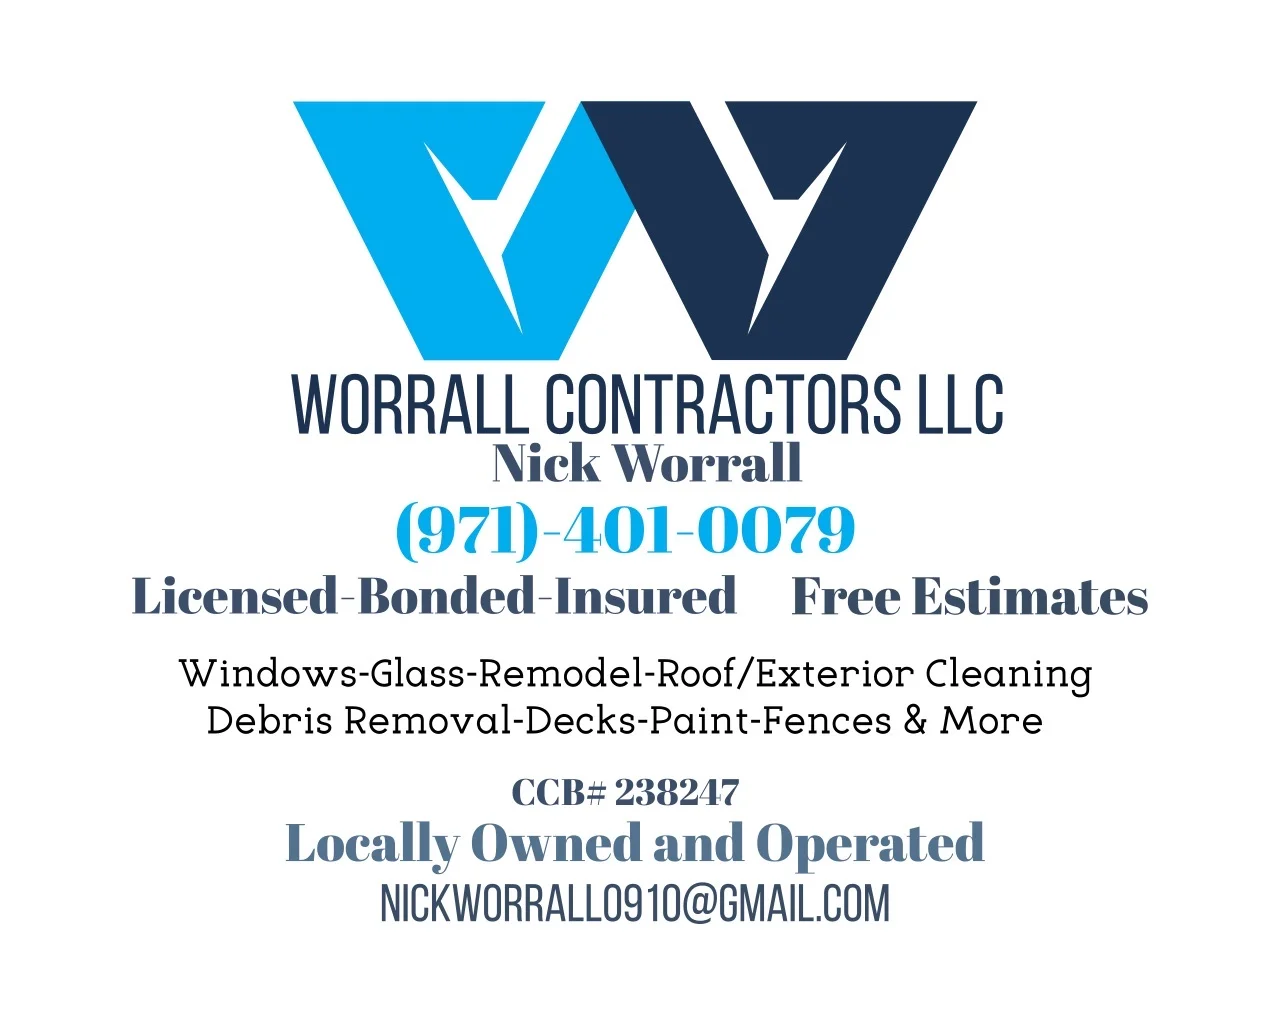 WORRALL CONTRACTORS LLC
Nick Worrall
(971)-401-0079
Licensed-Bonded-Insured Free Estimates
Windows-Glass-Remodel-Roof/Exterior Cleaning
Debris Removal-Decks-Paint-Fences & More
CCB# 238247
Locally Owned and Operated
NICKWORRALL0910@GMAIL.COM